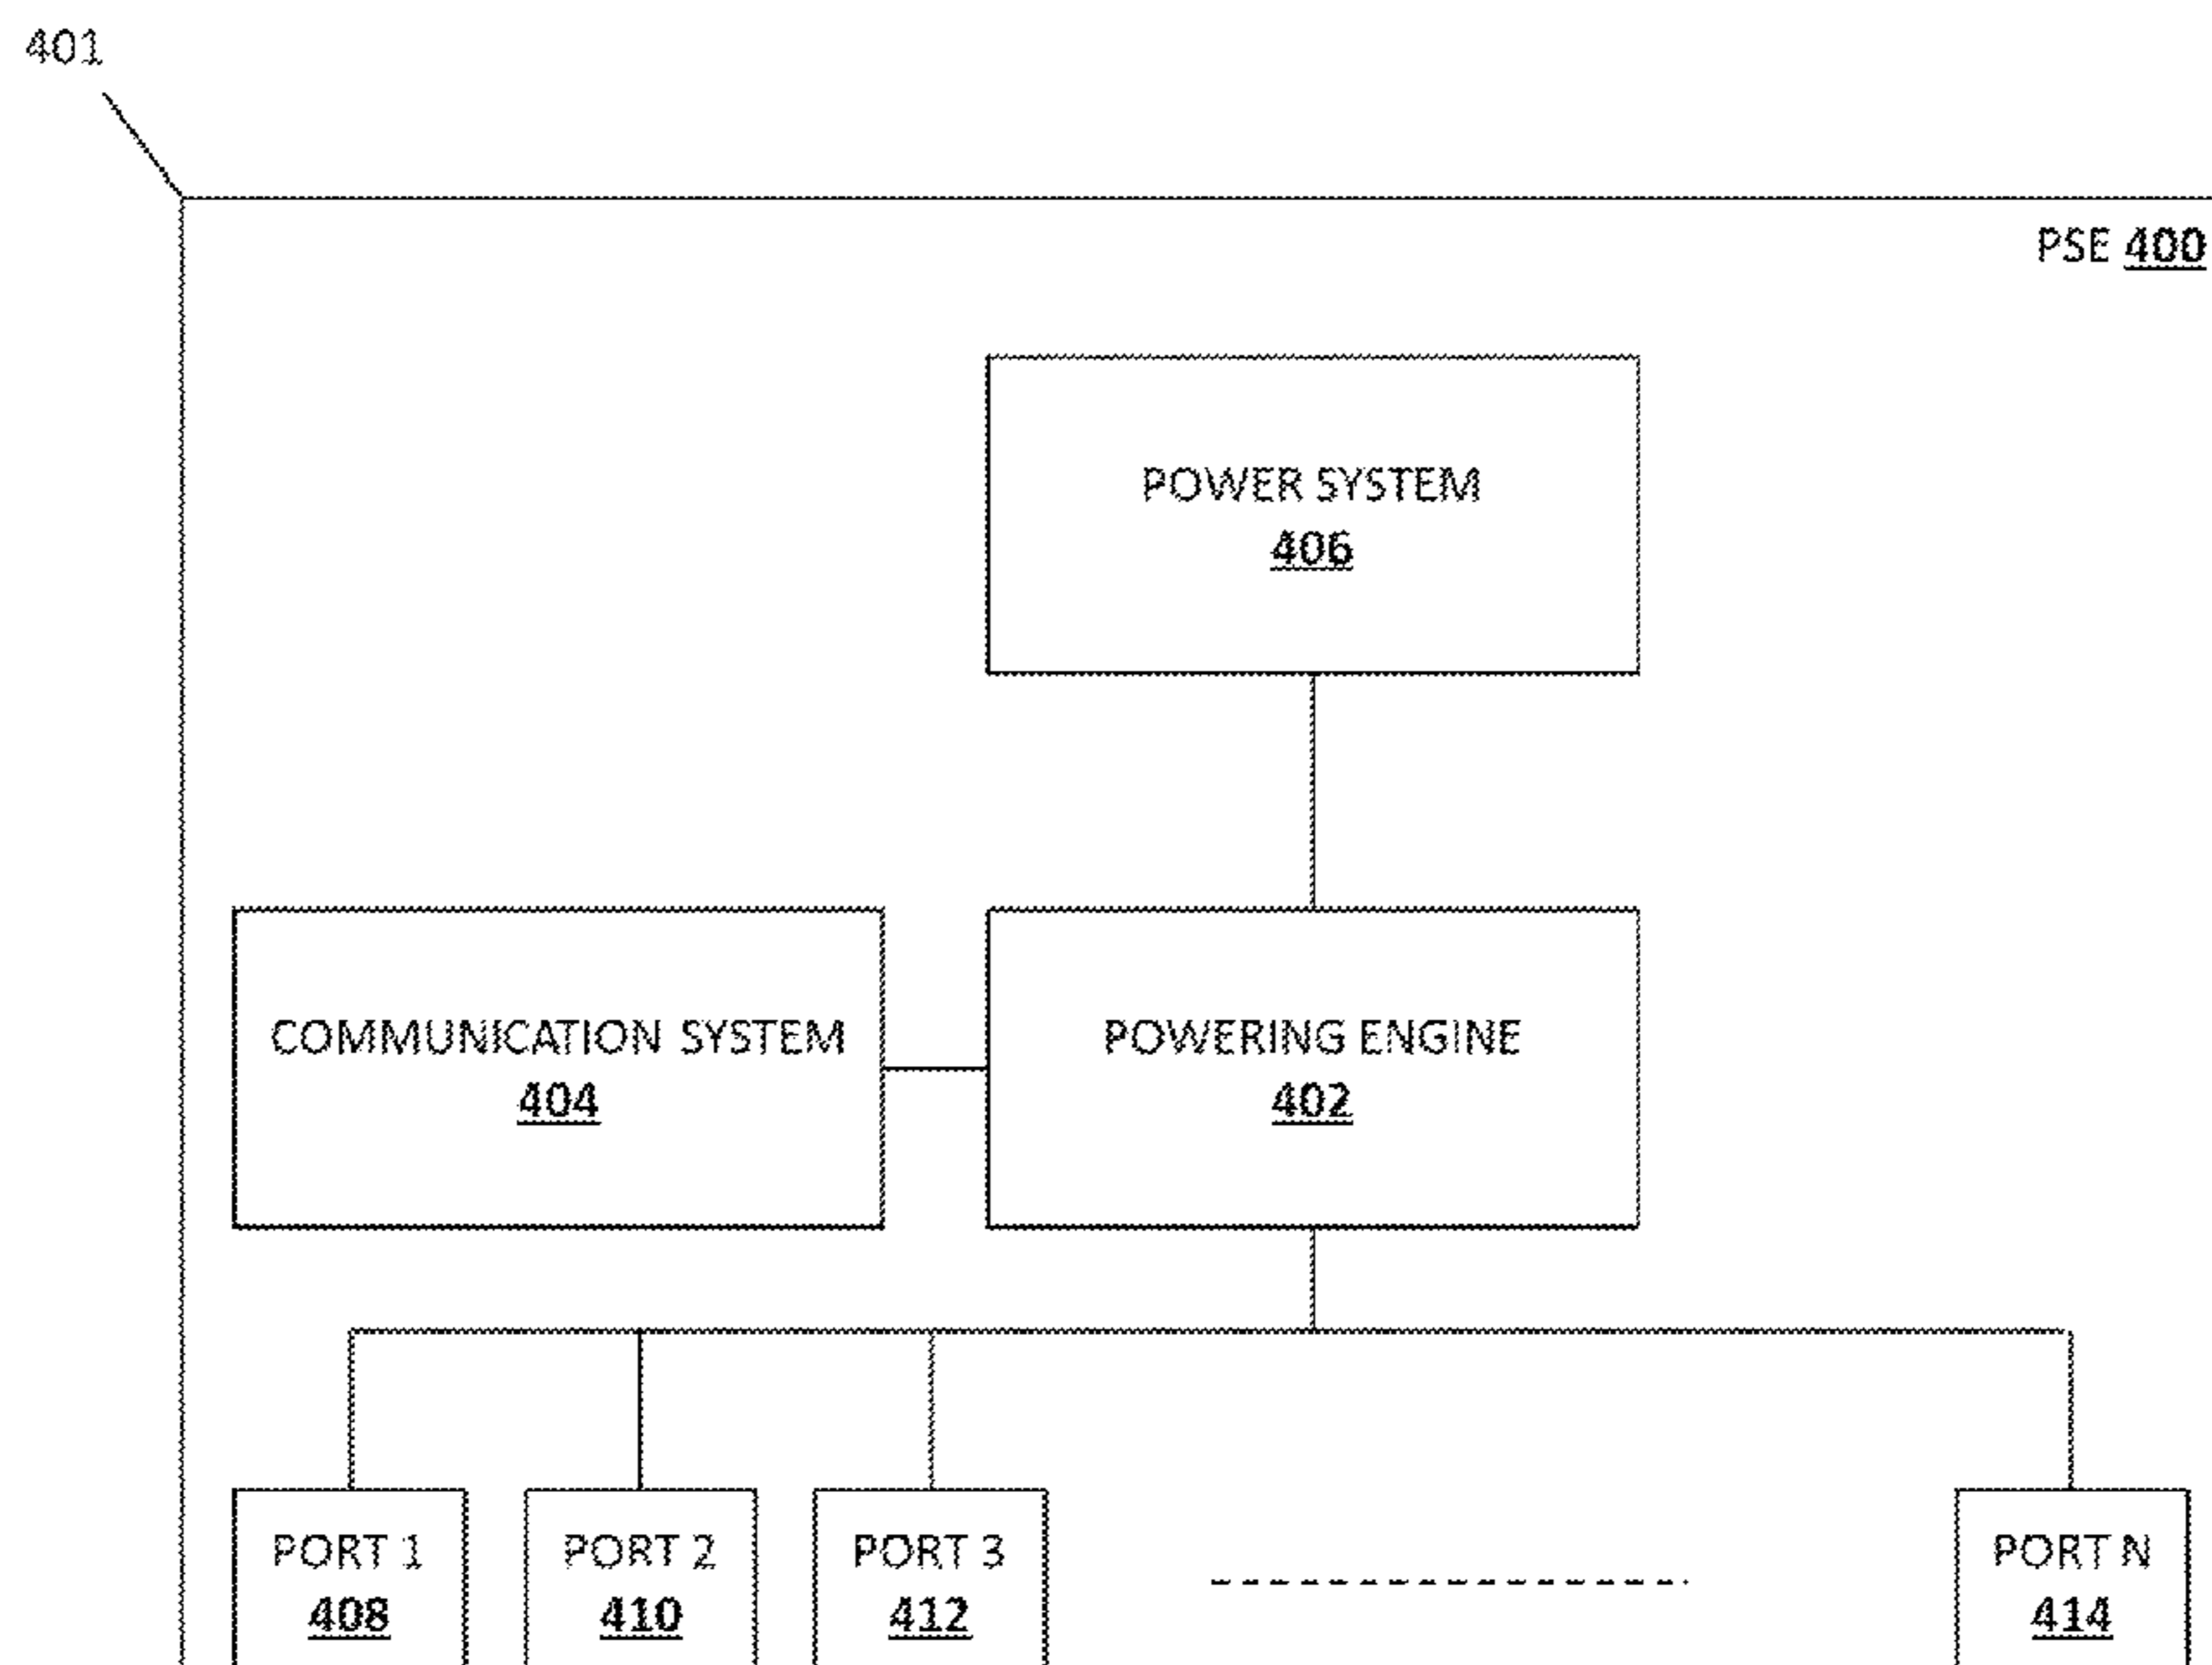 401
PSE 400
POWER SYSTEM
406
COMMUNICATION SYSTEM
404
POWERING ENGINE
402
PORT 1
408
PORT 2
410
PORT 3
412
PORT N
414